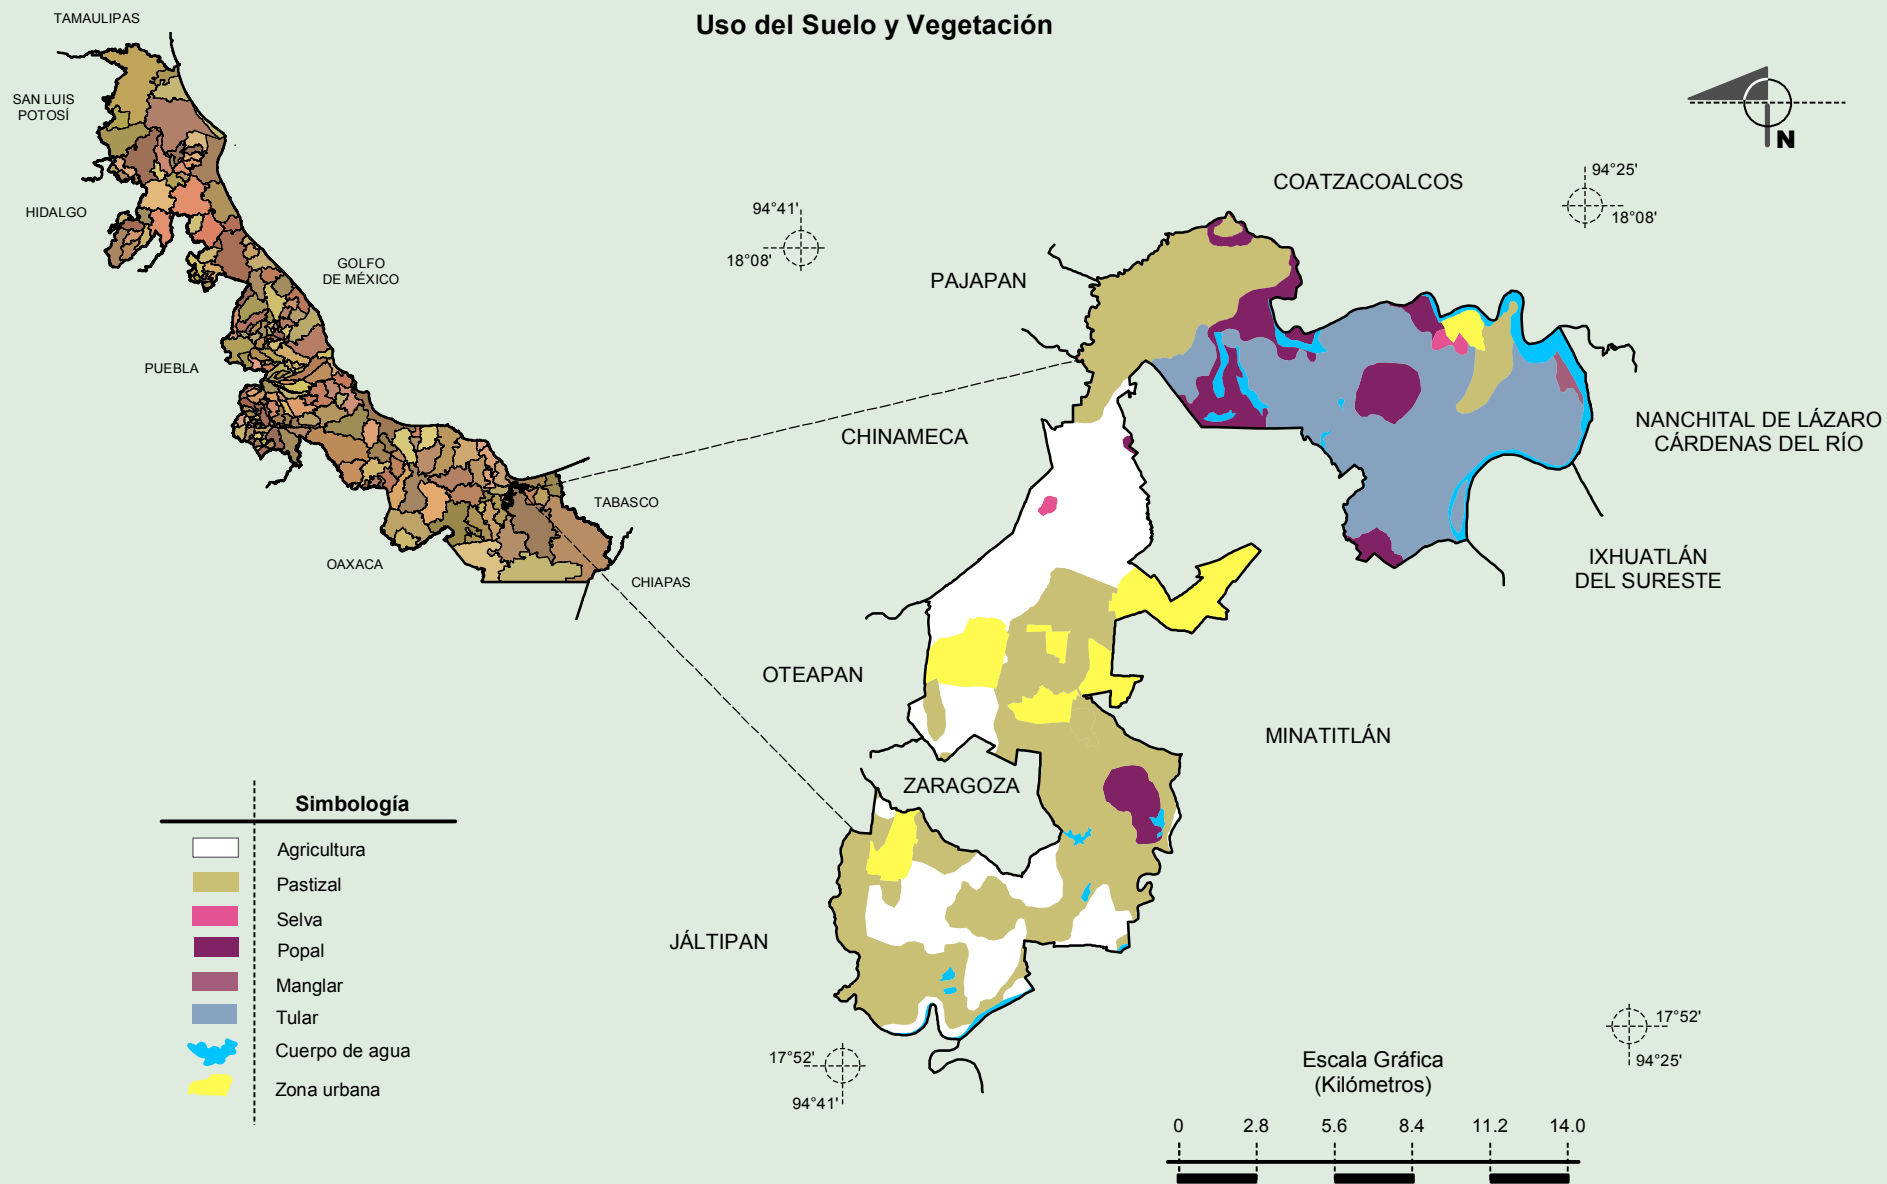 Uso del Suelo y Vegetación
TAMAULIPAS
SAN LUIS
POTOSÍ
HIDALGO
GOLFO
DE MÉXICO
PUEBLA
TABASCO
OAXACA
CHIAPAS
N
94°25'
18°08'
94°41'
18°08'
COATZACOALCOS
PAJAPAN
CHINAMECA
NANCHITAL DE LÁZARO
CÁRDENAS DEL RÍO
IXHUATLÁN
DEL SURESTE
OTEAPAN
MINATITLÁN
ZARAGOZA
JÁLTIPAN
17°52'
94°41'
17°52'
94°25'
Simbología
Agricultura
Pastizal
Selva
Popal
Manglar
Tular
Cuerpo de agua
Zona urbana
Escala Gráfica
(Kilómetros)
0 2.8 5.6 8.4 11.2 14.0